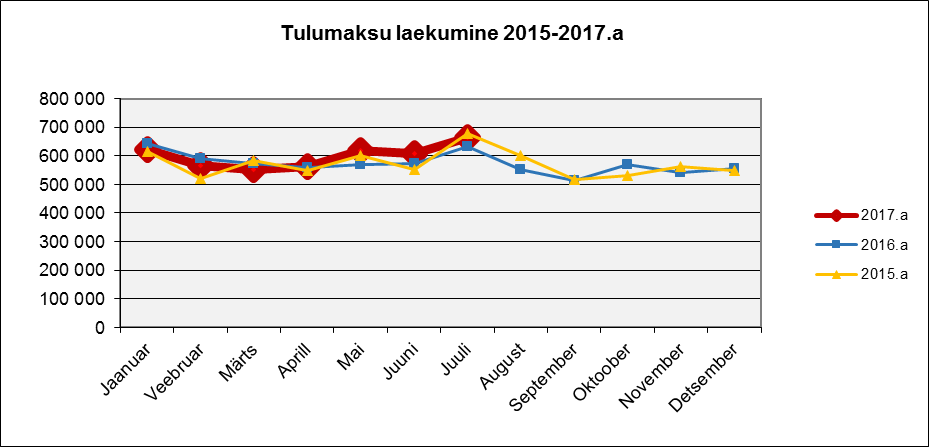 Tulumaksu laekumine 2015-2017.a
800 000
700 000
600 000
500 000
400 000
300 000
200 000
100 000
0
Jaanuar
Veebruar
Märts
Aprill
Mai
Juuni
Juuli
August
September
Oktoober
November
Detsember
2017.a
2016.a
2015.a